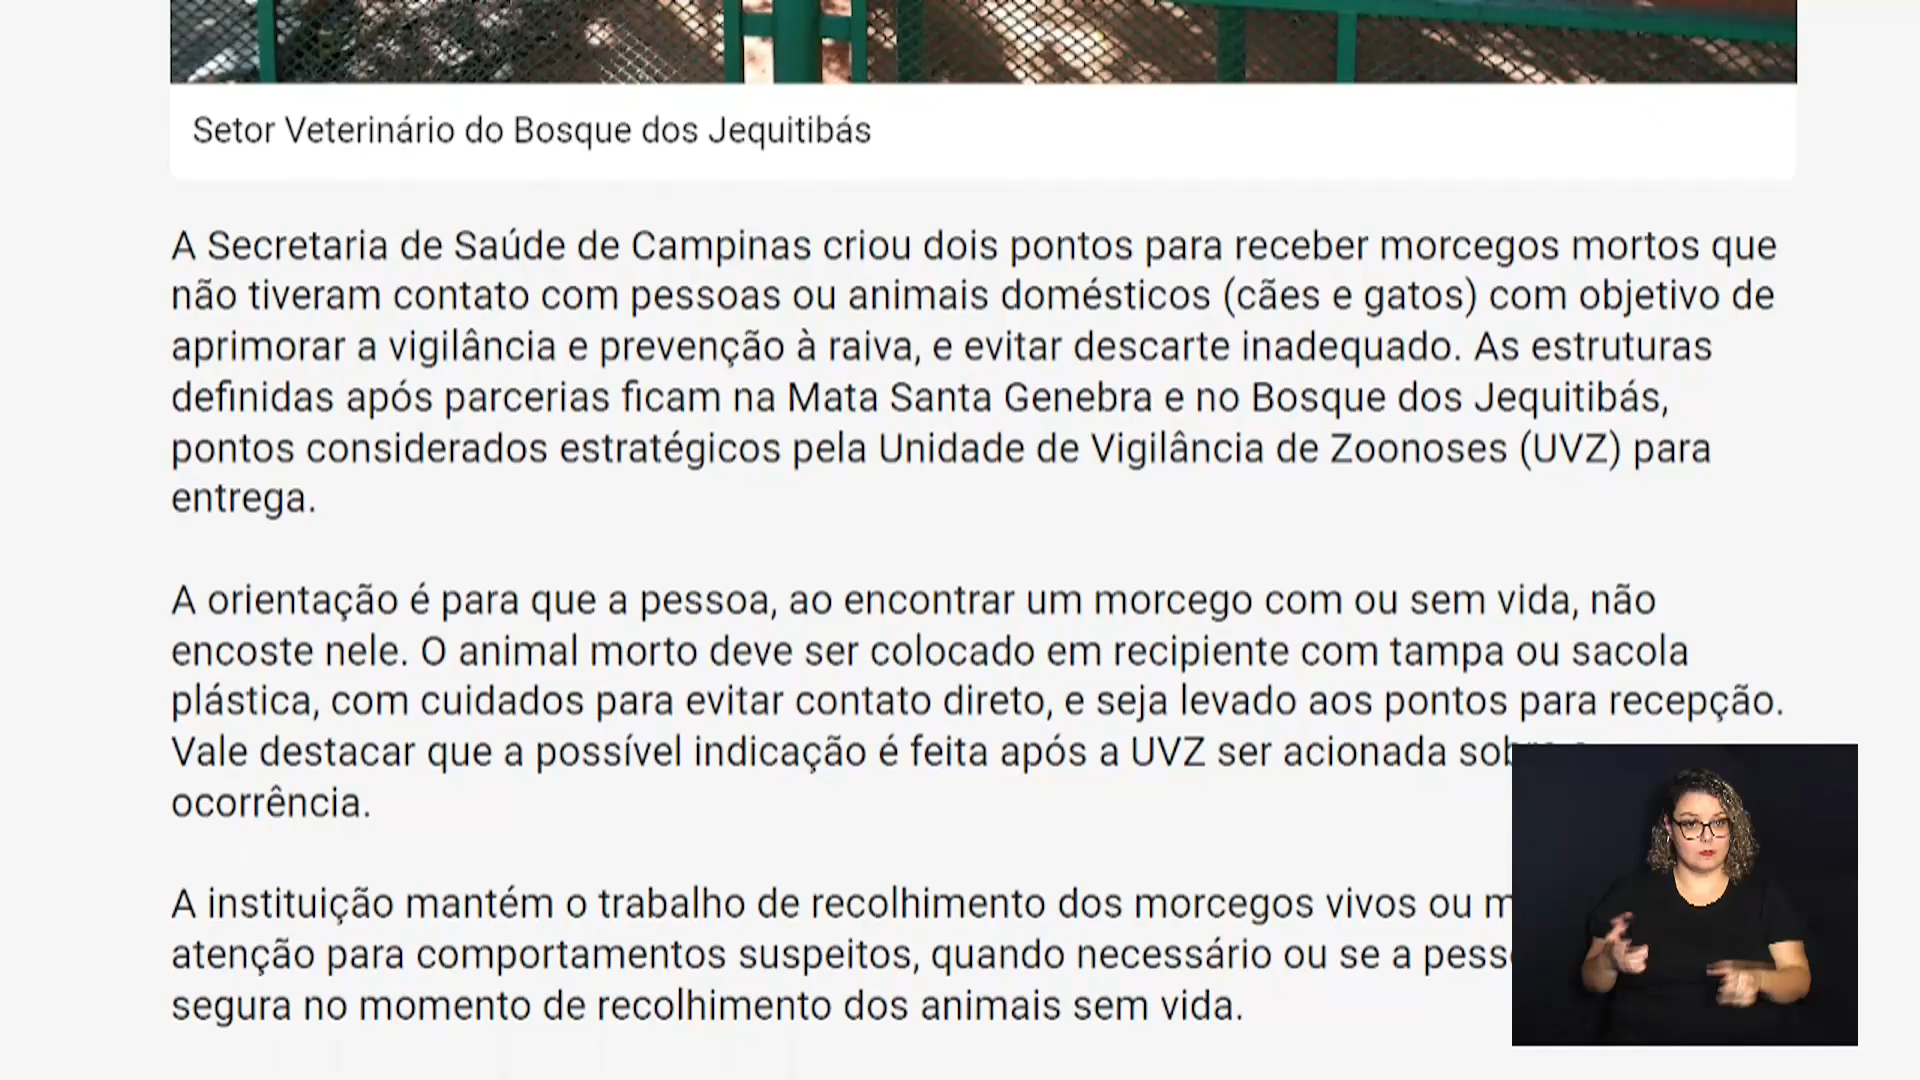 Setor Veterinário do Bosque dos Jequitibás
A Secretaria de Saúde de Campinas criou dois pontos para receber morcegos mortos que
não tiveram contato com pessoas ou animais domésticos (cães e gatos) com objetivo de
aprimorar a vigilância e prevenção à raiva, e evitar descarte inadequado. As estruturas
definidas após parcerias ficam na Mata Santa Genebra e no Bosque dos Jequitibás,
pontos considerados estratégicos pela Unidade de Vigilância de Zoonoses (UVZ) para
entrega.
A orientação é para que a pessoa, ao encontrar um morcego com ou sem vida, não
encoste nele. O animal morto deve ser colocado em recipiente com tampa ou sacola
plástica, com cuidados para evitar contato direto, e seja levado aos pontos para recepção.
Vale destacar que a possível indicação é feita após a UVZ ser acionada
ocorrência.
A instituição mantém o trabalho de recolhimento dos morcegos vivos ou
atenção para comportamentos suspeitos, quando necessário ou se a
segura no momento de recolhimento dos animais sem vida.